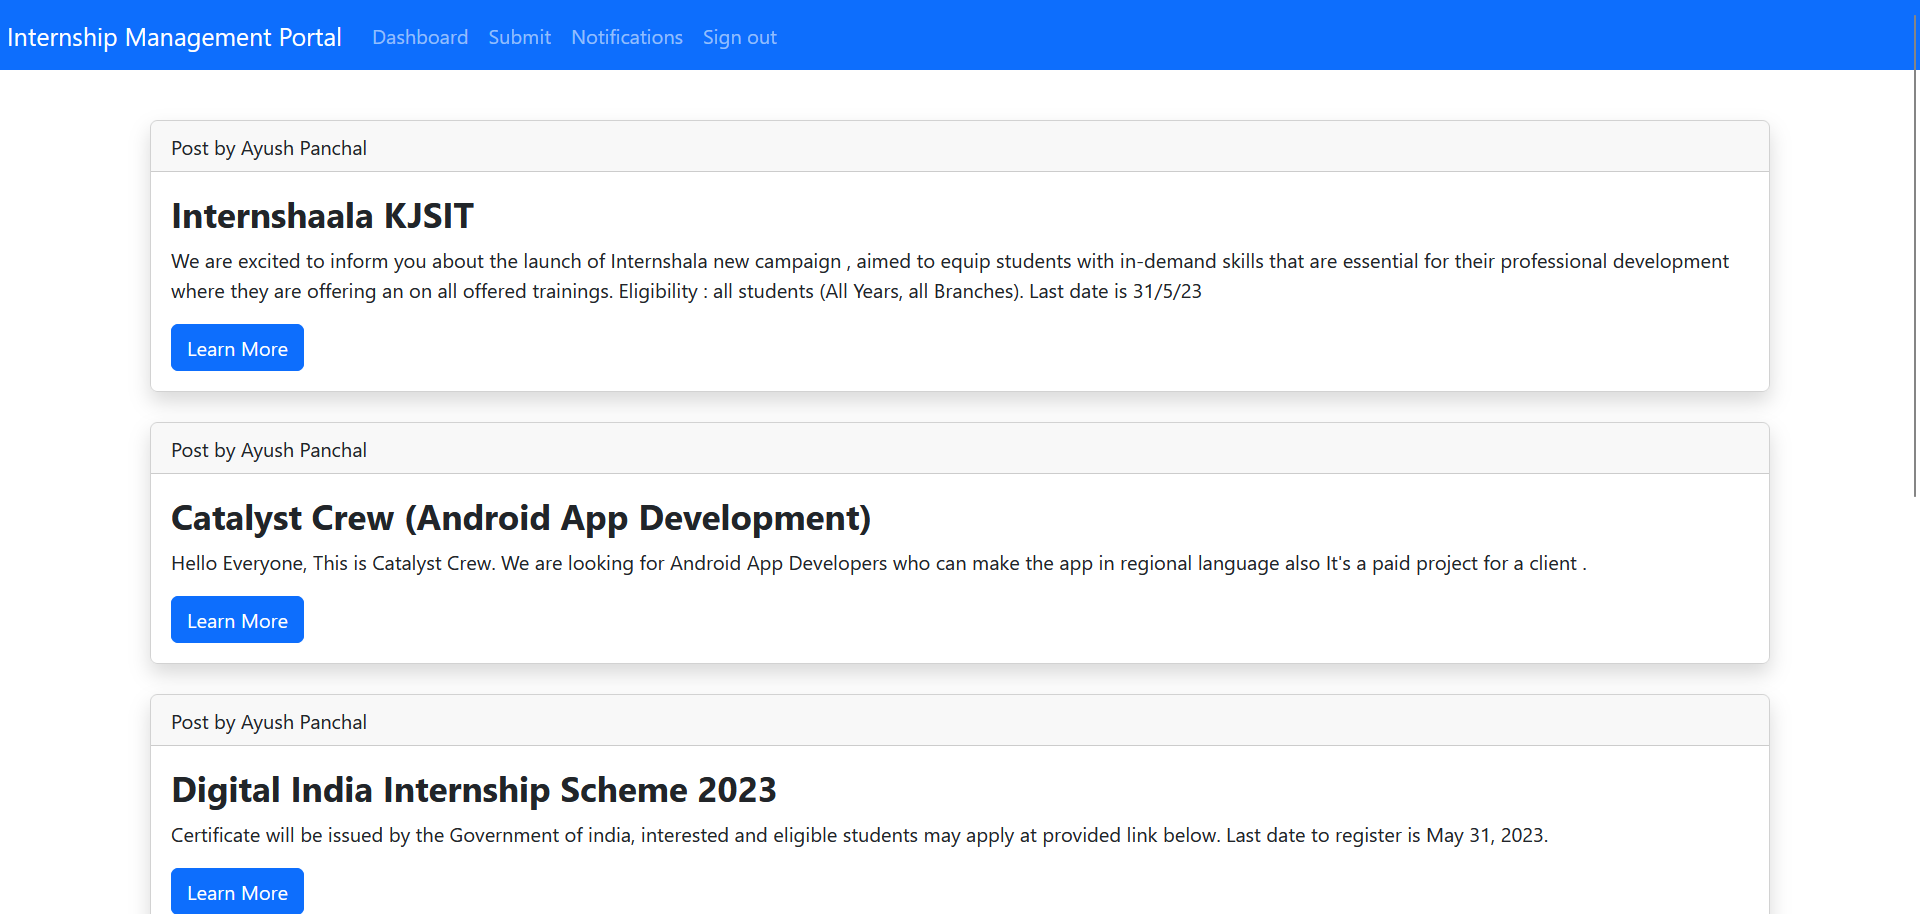 Internship Management Portal Dashboard Submit Notifications Sign out
Post by Ayush Panchal
Internshaala KJSIT
We are excited to inform you about the launch of Internshala new campaign , aimed to equip students with in-demand skills that are essential for their professional development
where they are offering an on all offered trainings. Eligibility : all students (All Years, all Branches). Last date is 31/5/23
Learn More
Post by Ayush Panchal
Catalyst Crew (Android App Development)
Hello Everyone, This is Catalyst Crew. We are looking for Android App Developers who can make the app in regional language also It's a paid project for a client .
Learn More
Post by Ayush Panchal
Digital India Internship Scheme 2023
Certificate will be issued by the Government of india, interested and eligible students may apply at provided link below. Last date to register is May 31, 2023.
Learn More